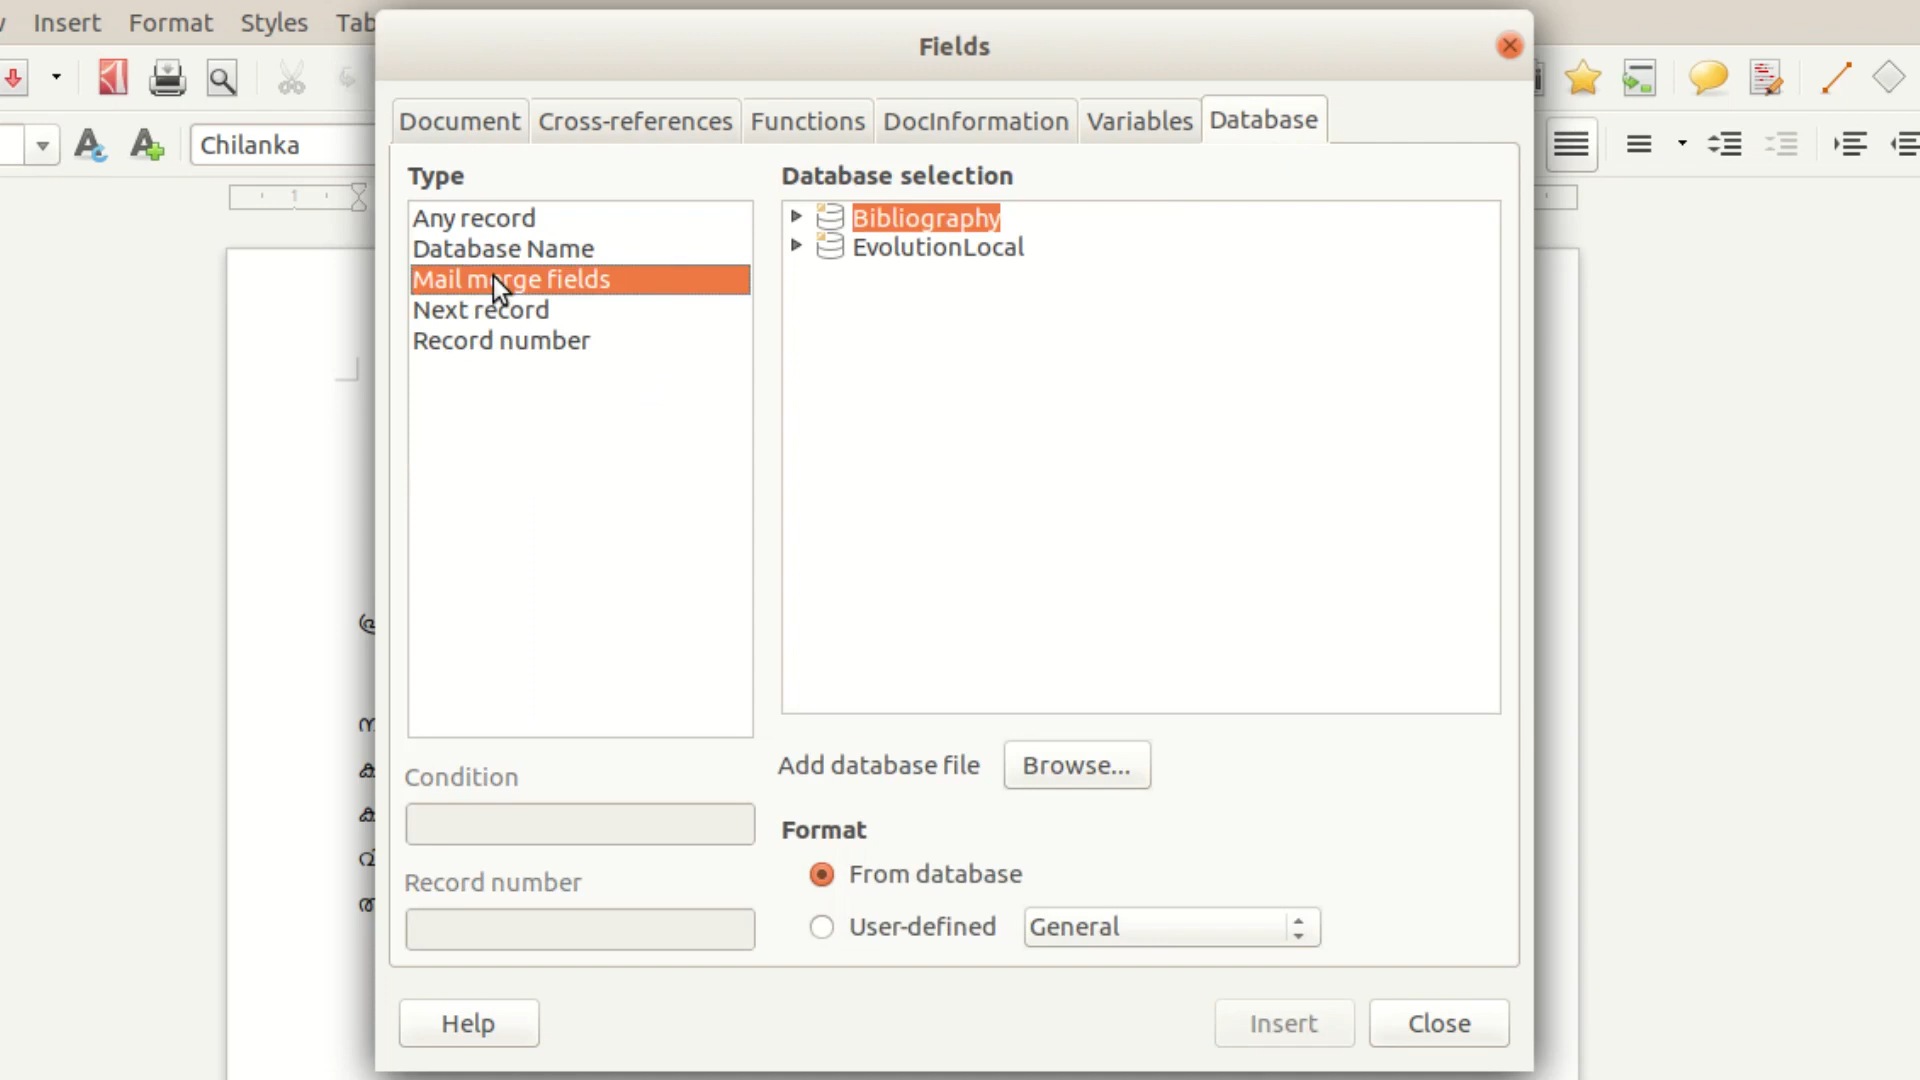 Insert Format Styles
Fields
Chilanka
Document Cross-references Functions DocInformation Variables Database
Type
Any record
Database Name
Mail merge fields
Next record
Record number
Database selection
Bibliography
EvolutionLocal
Condition
Record number
Add database file Browse...
Format
From database
User-defined General
Help Insert Close